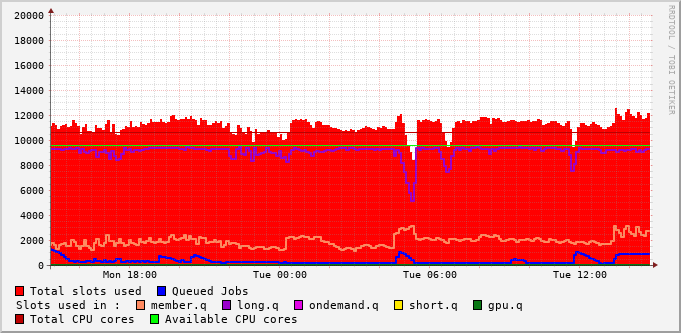 RRDTOOL / TOBI OETIKER
20000
18000
16000
14000
12000
10000
8000
6000
4000
2000
0
Mon 18:00 Tue 00:00 Tue 06:00 Tue 12:00
Total slots used Queued Jobs
Slots used in : member.q long.q ondemand.q short.q gpu.q
Total CPU cores Available CPU cores